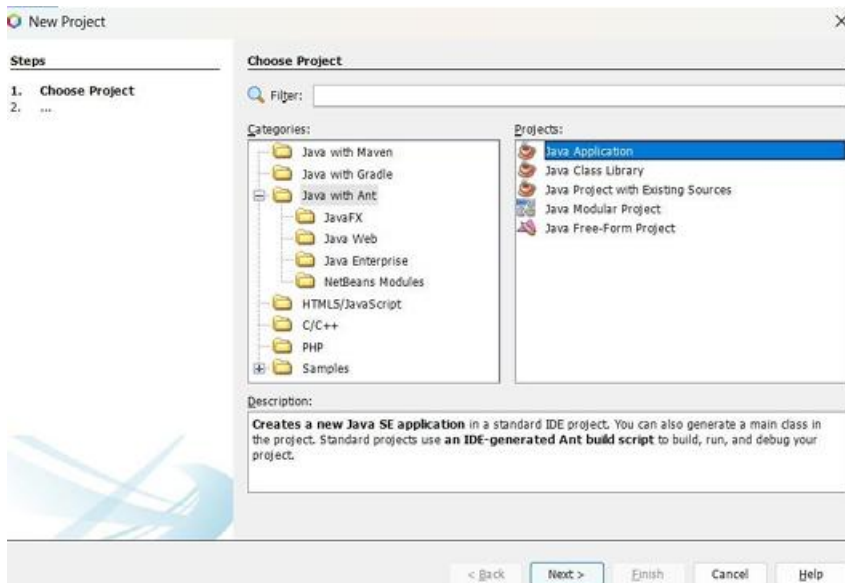 New Project
Steps
1. Choose Project
2. ...
Choose Project
Filter:
Categories:
Java with Maven
Java with Gradle
Java with Ant
JavaFX
Java Web
Java Enterprise
NetBeans Modules
HTML5/JavaScript
C/C++
PHP
Samples
Projects:
Java Application
Java Class Library
Java Project with Existing Sources
Java Modular Project
Java Free-Form Project
Description:
Creates a new Java SE application in a standard IDE project. You can also generate a main class in
the project. Standard projects use an IDE-generated Ant build script to build, run, and debug your
project.
< Back Next > Finish Cancel Help